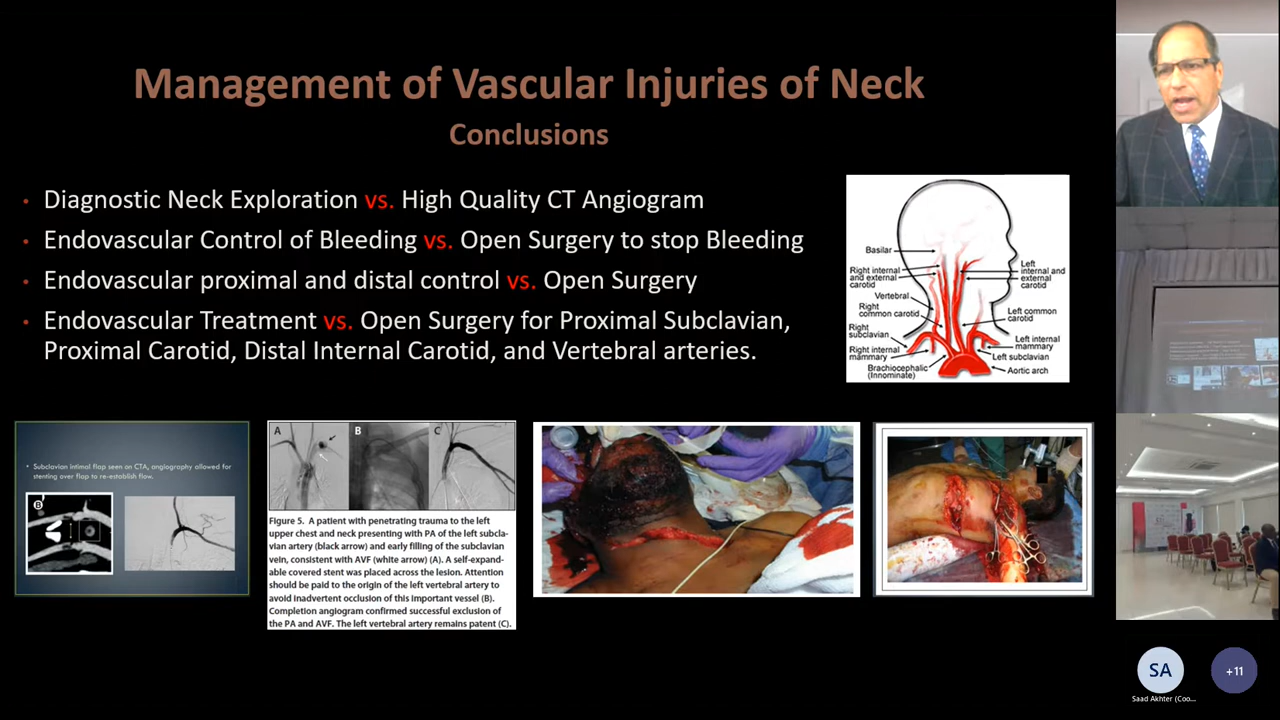 Management of Vascular Injuries of Neck
Conclusions
• Diagnostic Neck Exploration vs. High Quality CT Angiogram
• Endovascular Control of Bleeding vs. Open Surgery to stop Bleeding
• Endovascular proximal and distal control vs. Open Surgery
• Endovascular Treatment vs. Open Surgery for Proximal Subclavian,
Proximal Carotid, Distal Internal Carotid, and Vertebral arteries.
Basilar
Right internal
and external
carotid
Vertebral
Right
common carotid
Right
subclavian
Right internal
mammary
Brachiocephalic
(Innominate)
Left
internal and
external
carotid
Left common
carotid
Left internal
mammary
Left subclavian
Aortic arch
• Subclavian intimal flap seen on CTA, angiography allowed for
stenting over flap to re-establish flow.
B
A
B
C
Figure 5. A patient with penetrating trauma to the left
upper chest and neck presenting with PA of the left subcla-
vian artery (black arrow) and early filling of the subclavian
vein, consistent with AVF (white arrow) (A). A self-expand-
able covered stent was placed across the lesion. Attention
should be paid to the origin of the left vertebral artery to
avoid inadvertent occlusion of this important vessel (B).
Completion angiogram confirmed successful exclusion of
the PA and AVF. The left vertebral artery remains patent (C).
SA
+11
Saad Akhter (Coo...